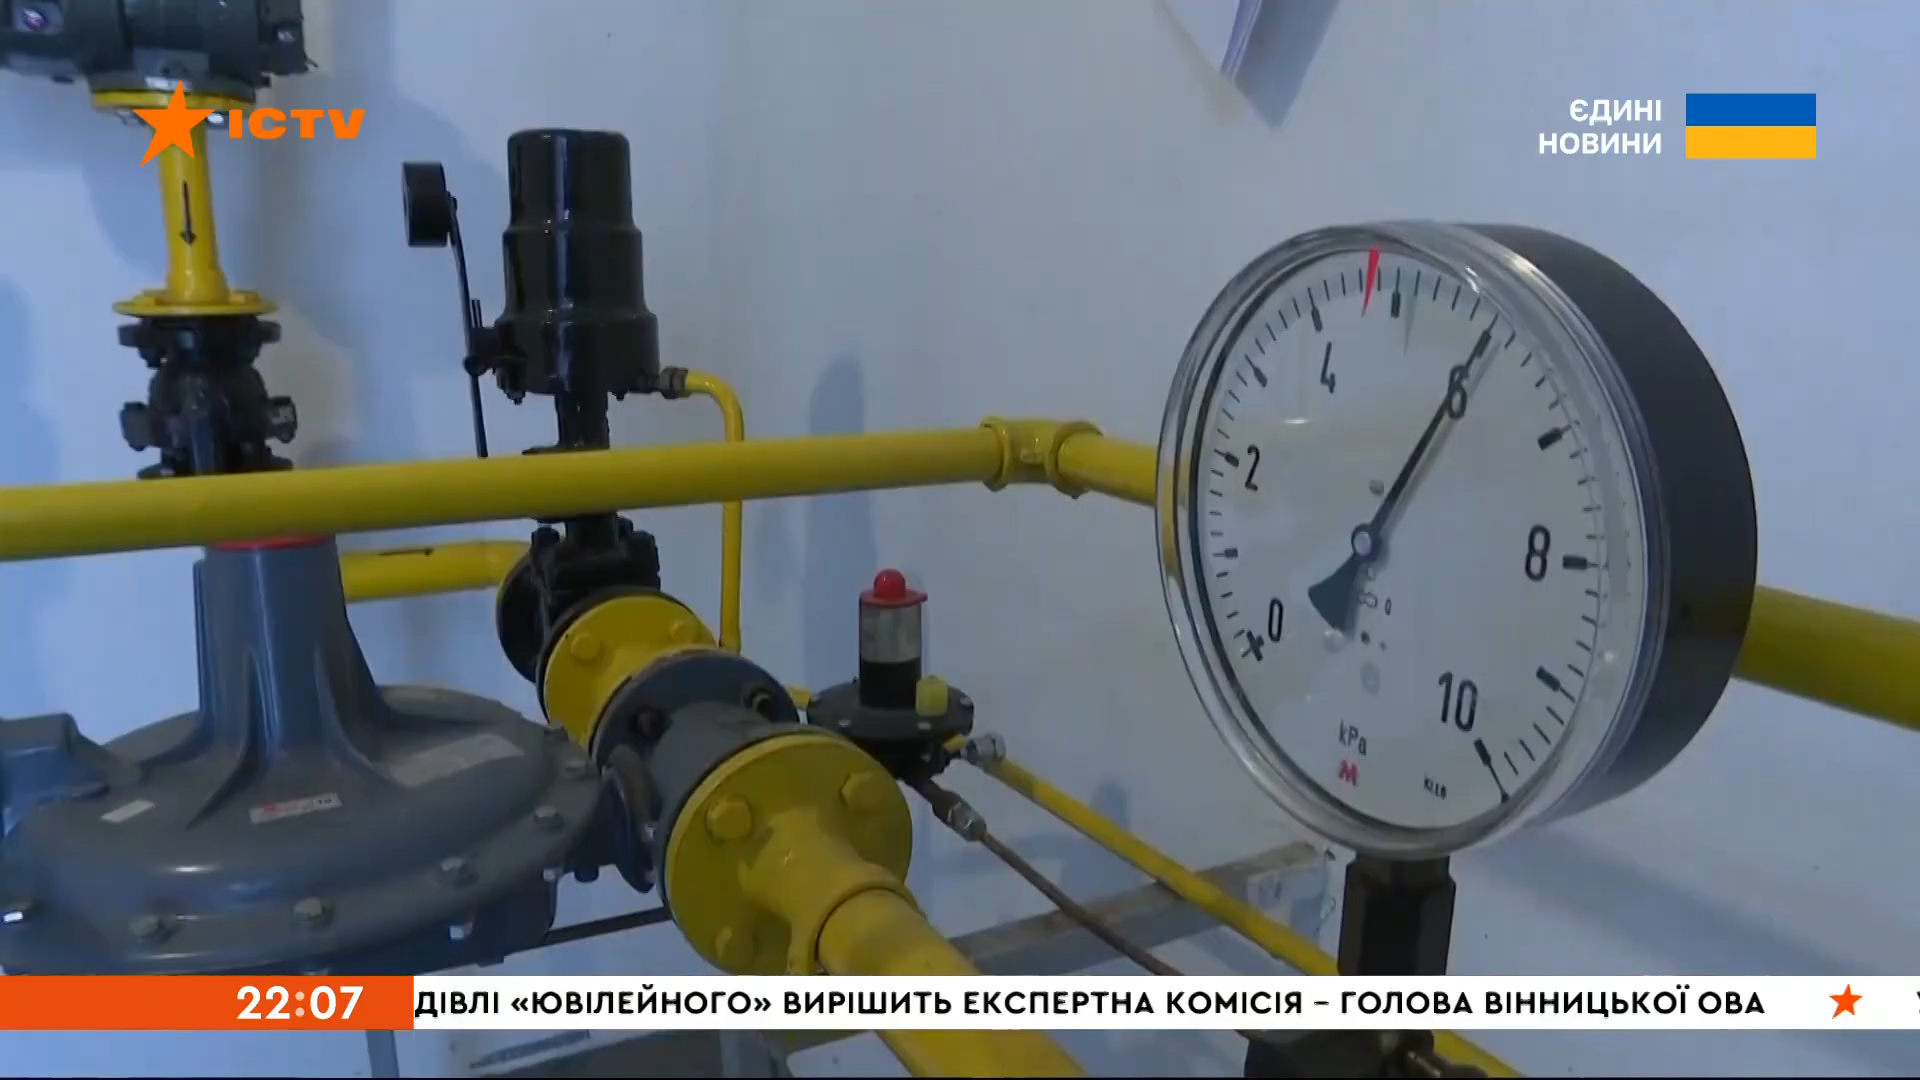 ICTV
ЄДИНІ
НОВИНИ
4
6
2
8
0
0
10
kPa
22:07
ДІВЛІ «ЮВІЛЕЙНОГО» ВИРІШИТЬ ЕКСПЕРТНА КОМІСІЯ – ГОЛОВА ВІННИЦЬКОЇ ОВА